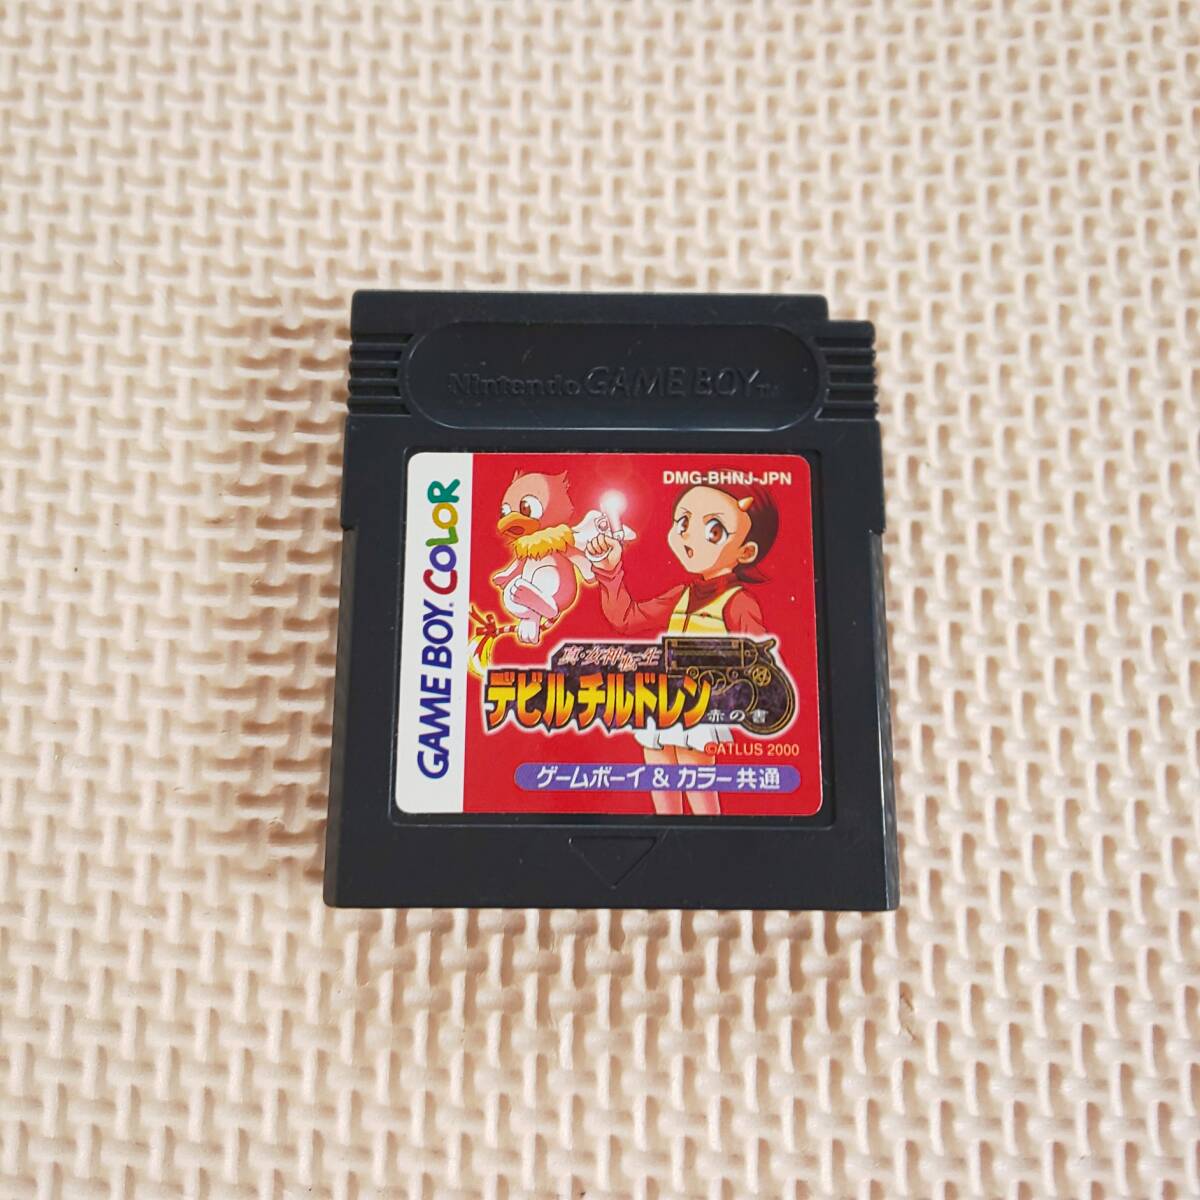 Nintendo GAME BOY™
GAME BOY COLOR
DMG-BHNJ-JPN
真・女神転生
デビルチルドレン
赤の書
©ATLUS 2000
ゲームボーイ & カラー共通